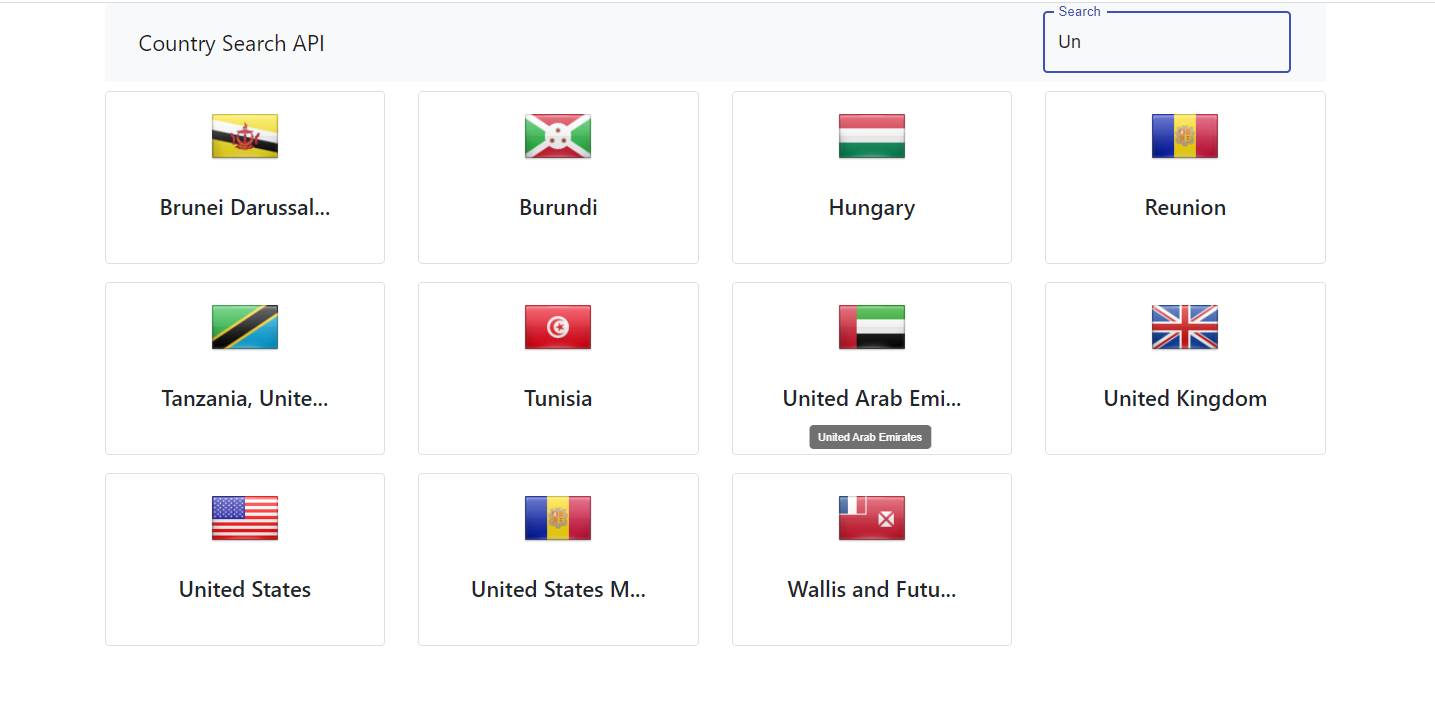 Search
Country Search API
Un
Brunei Darussal...
Burundi
Hungary
Reunion
Tanzania, Unite...
Tunisia
United Arab Emi...
United Kingdom
United Arab Emirates
United States
United States M...
Wallis and Futu...